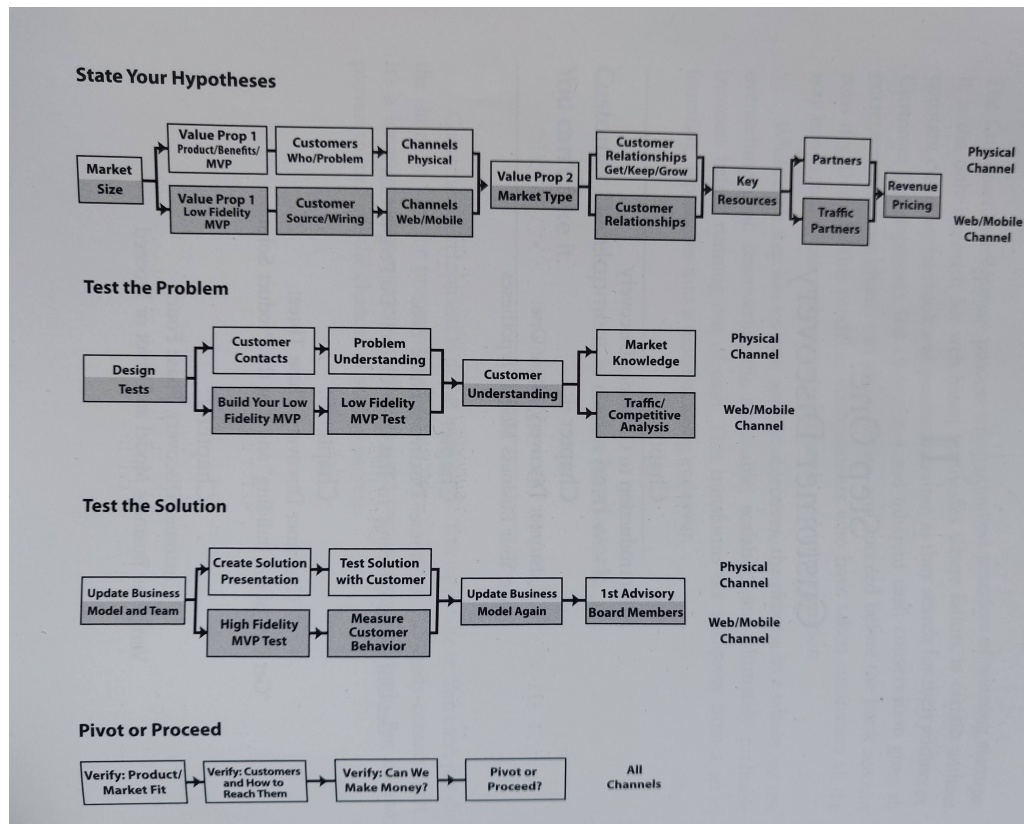 State Your Hypotheses
Market
Size
Value Prop 1
Product/Benefits/
MVP
Customers
Who/Problem
Channels
Physical
Value Prop 1
Low Fidelity
MVP
Customer
Source/Wiring
Channels
Web/Mobile
Value Prop 2
Market Type
Customer
Relationships
Get/Keep/Grow
Customer
Relationships
Key
Resources
Partners
Traffic
Partners
Revenue
Pricing
Physical
Channel
Web/Mobile
Channel
Test the Problem
Design
Tests
Customer
Contacts
Problem
Understanding
Build Your Low
Fidelity MVP
Low Fidelity
MVP Test
Customer
Understanding
Market
Knowledge
Traffic/
Competitive
Analysis
Physical
Channel
Web/Mobile
Channel
Test the Solution
Update Business
Model and Team
Create Solution
Presentation
Test Solution
with Customer
High Fidelity
MVP Test
Measure
Customer
Behavior
Update Business
Model Again
1st Advisory
Board Members
Physical
Channel
Web/Mobile
Channel
Pivot or Proceed
Verify: Product/
Market Fit
Verify: Customers
and How to
Reach Them
Verify: Can We
Make Money?
Pivot or
Proceed?
All
Channels